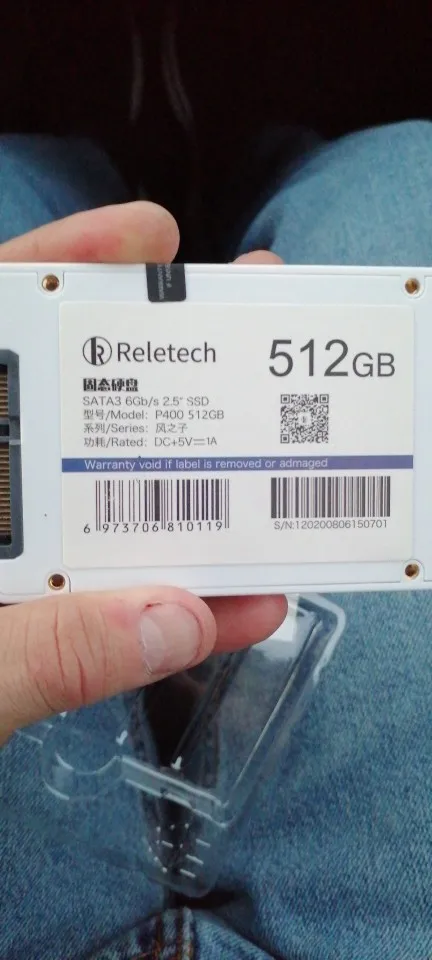 Reletech
512GB
固态硬盘
SATA3 6Gb/s 2.5" SSD
型号/Model: P400 512GB
系列/Series: 风之子
功耗/Rated: DC+5V⎓1A
Warranty void if label is removed or admaged
6 973706 810119
S/N:120200806150701